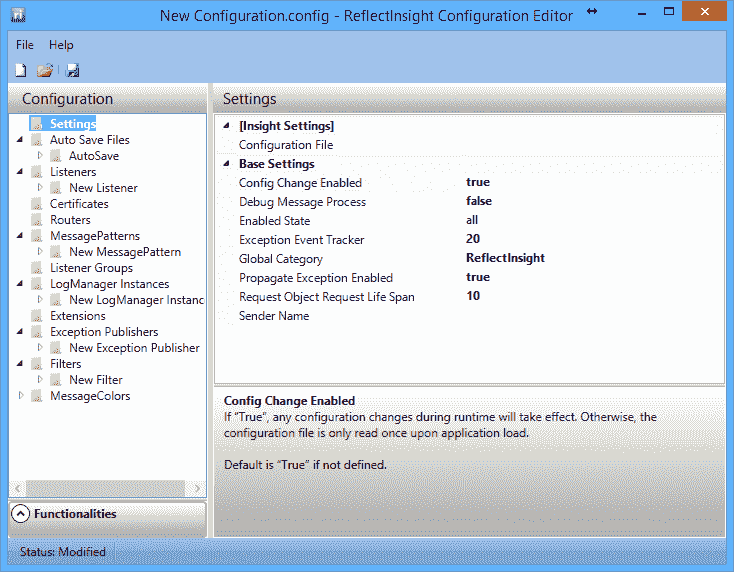 New Configuration.config - ReflectInsight Configuration Editor
File Help
Configuration
Settings
Auto Save Files
AutoSave
Listeners
New Listener
Certificates
Routers
MessagePatterns
New MessagePattern
Listener Groups
LogManager Instances
New LogManager Instanc
Extensions
Exception Publishers
New Exception Publisher
Filters
New Filter
MessageColors
Functionalities
Settings
[Insight Settings]
Configuration File
Base Settings
Config Change Enabled true
Debug Message Process false
Enabled State all
Exception Event Tracker 20
Global Category ReflectInsight
Propagate Exception Enabled true
Request Object Request Life Span 10
Sender Name
Config Change Enabled
If "True", any configuration changes during runtime will take effect. Otherwise, the
configuration file is only read once upon application load.
Default is "True" if not defined.
Status: Modified